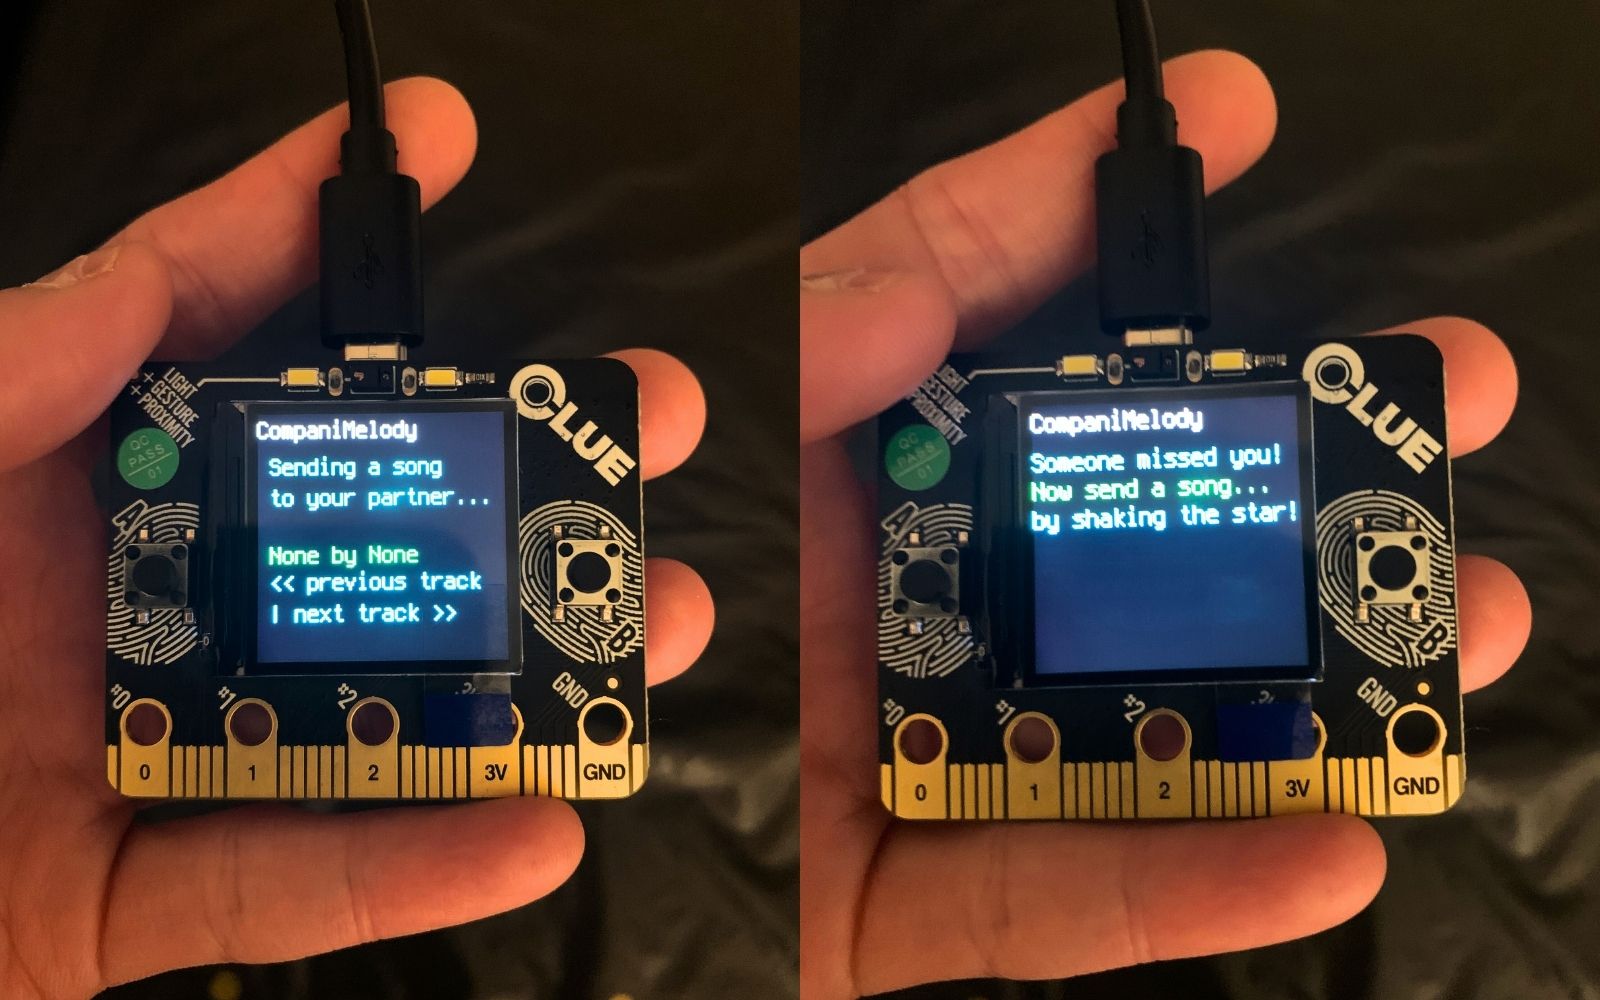 LIGHT
+ GESTURE
+ PROXIMITY
QC
PASS
01
CLUE
CompaniMelody
Sending a song
to your partner...
None by None
<< previous track
| next track >>
A
B
#0
#1
#2
GND
0
1
2
3V
GND
LIGHT
GESTURE
PROXIMITY
QC
PASS
01
CLUE
CompaniMelody
Someone missed you!
Now send a song...
by shaking the star!
B
#0
#1
#2
GND
0
1
2
3V
GND